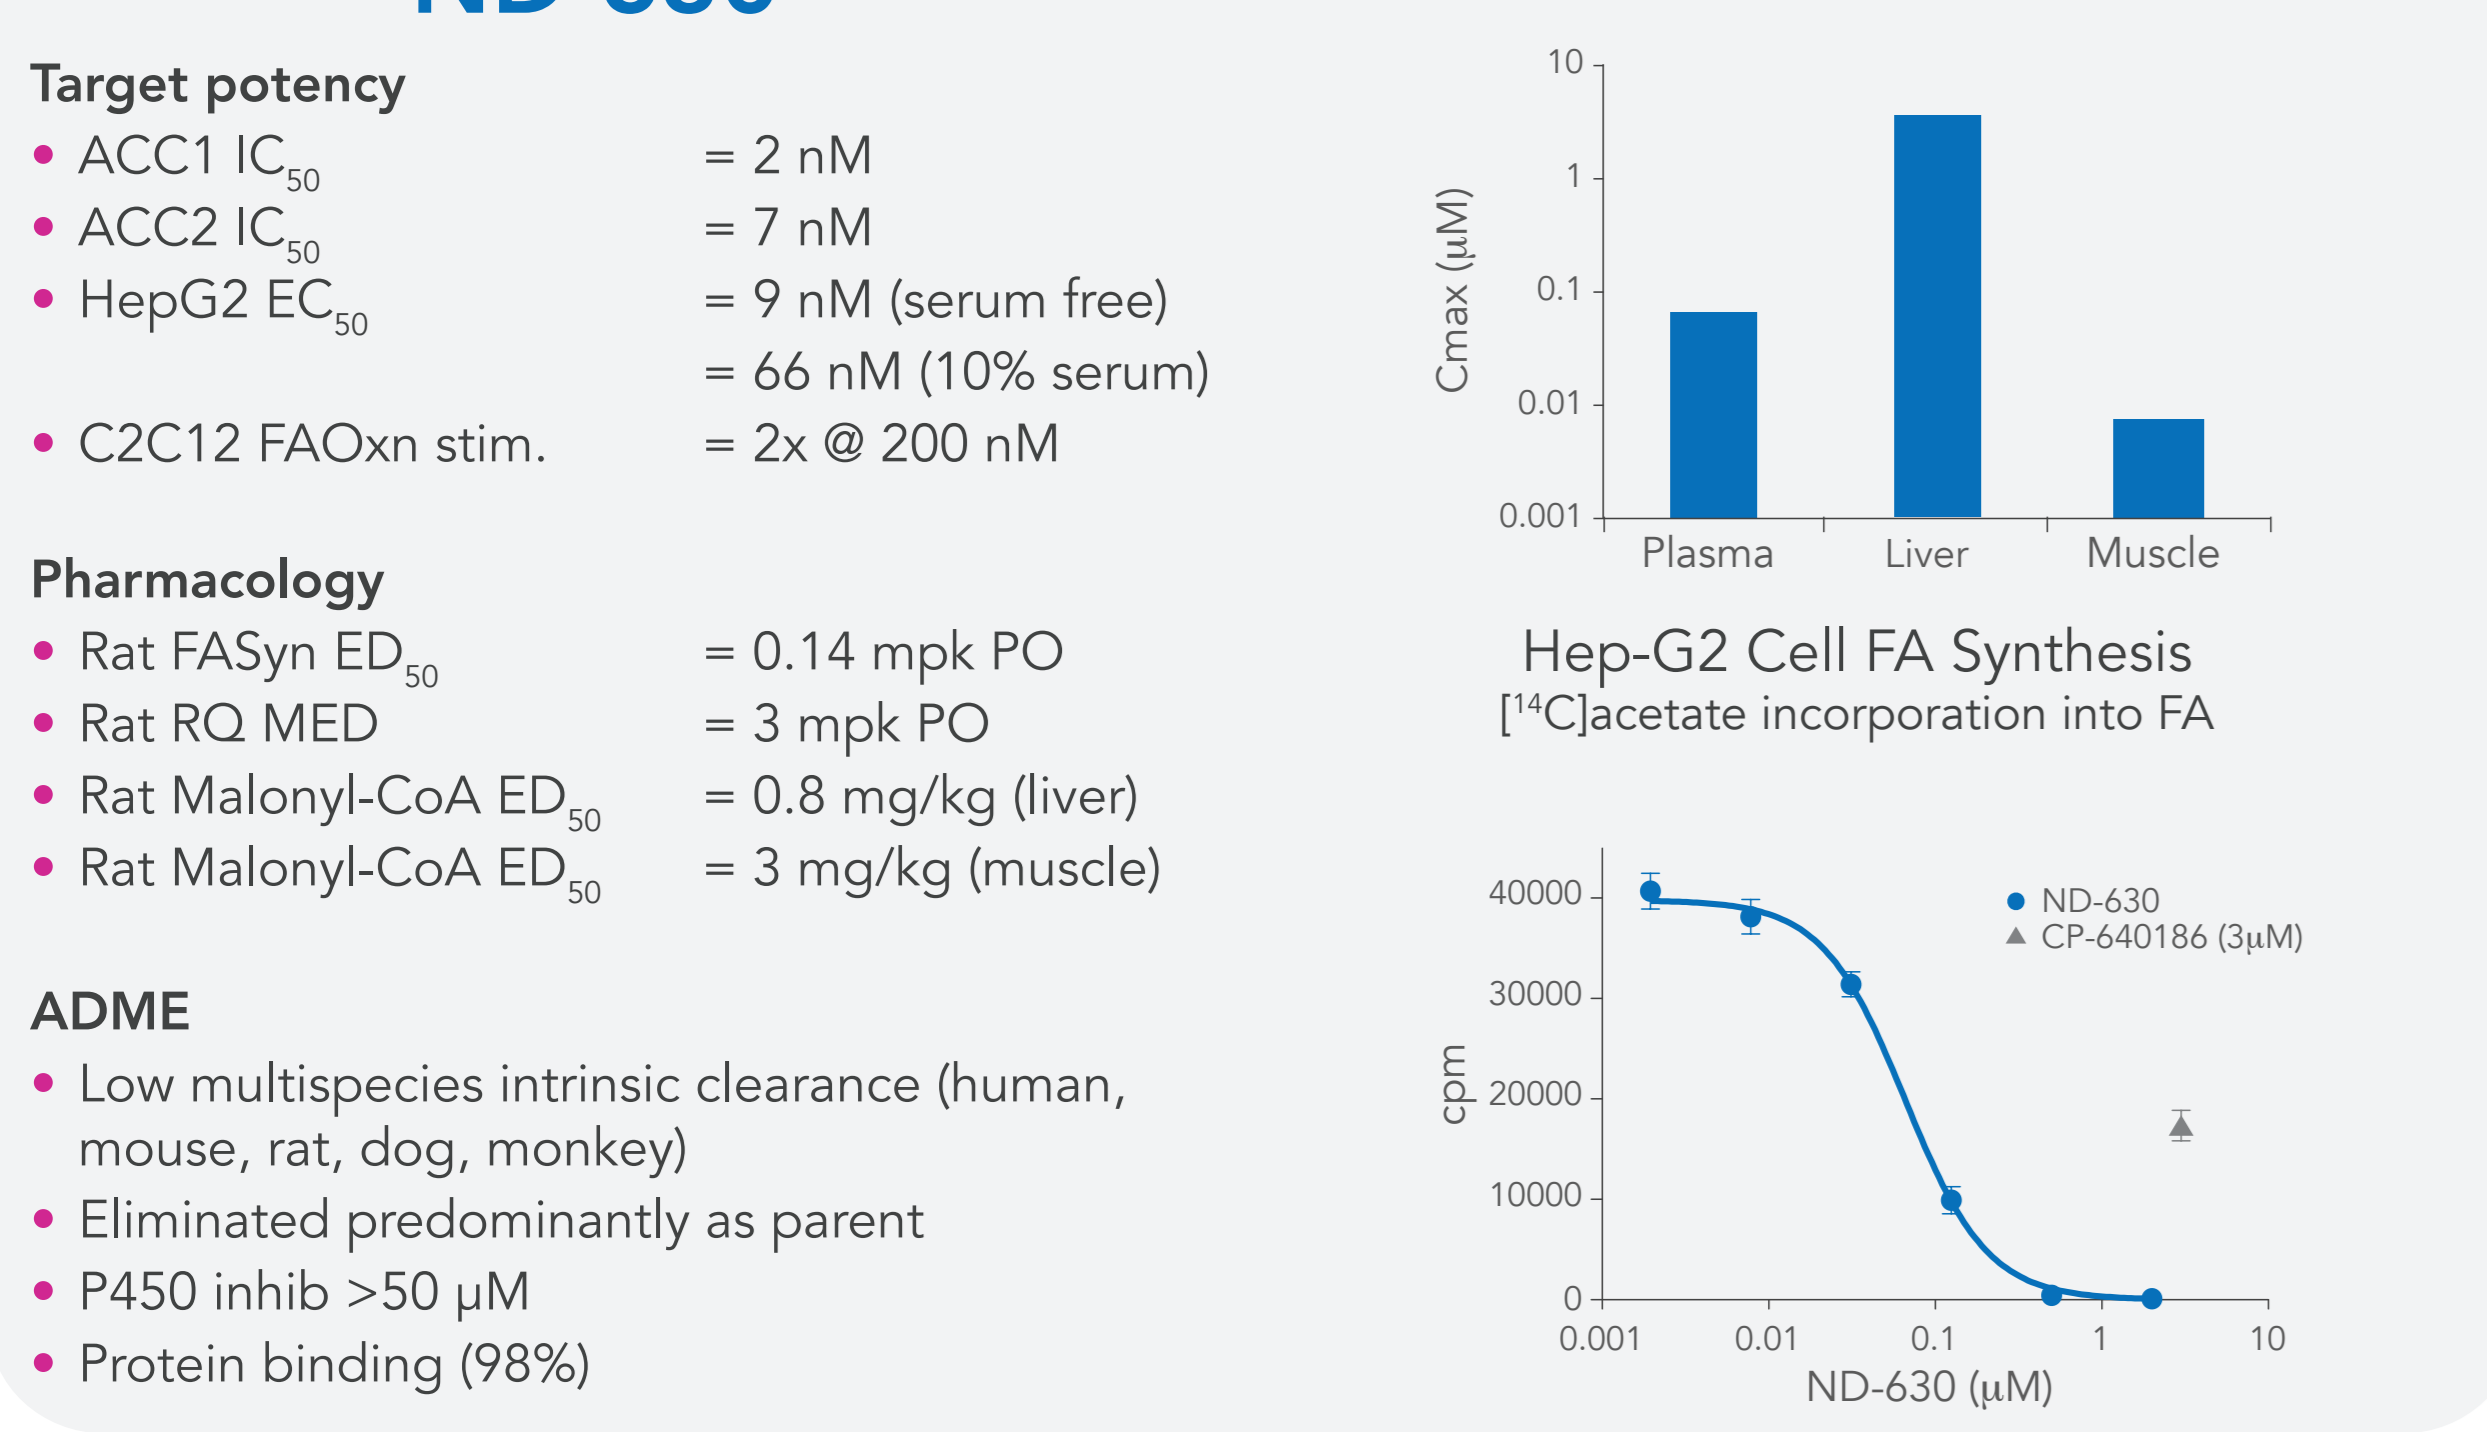 Target potency
• ACC1 IC50 = 2 nM
• ACC2 IC50 = 7 nM
• HepG2 EC50 = 9 nM (serum free)
= 66 nM (10% serum)
• C2C12 FAOxn stim. = 2x @ 200 nM
Pharmacology
• Rat FASyn ED50 = 0.14 mpk PO
• Rat RQ MED = 3 mpk PO
• Rat Malonyl-CoA ED50 = 0.8 mg/kg (liver)
• Rat Malonyl-CoA ED50 = 3 mg/kg (muscle)
ADME
• Low multispecies intrinsic clearance (human,
mouse, rat, dog, monkey)
• Eliminated predominantly as parent
• P450 inhib >50 µM
• Protein binding (98%)
Cmax (µM)
10
1
0.1
0.01
0.001
Plasma Liver Muscle
Hep-G2 Cell FA Synthesis
[14C]acetate incorporation into FA
cpm
40000
30000
20000
10000
0
ND-630
CP-640186 (3µM)
0.001 0.01 0.1 1 10
ND-630 (µM)